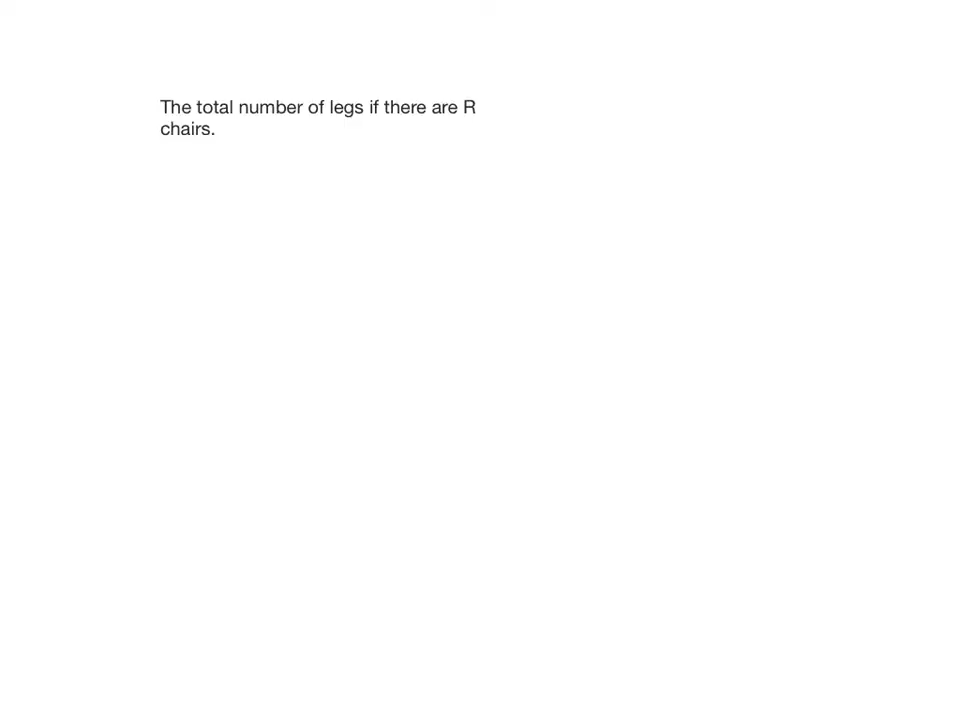 The total number of legs if there are R
chairs.